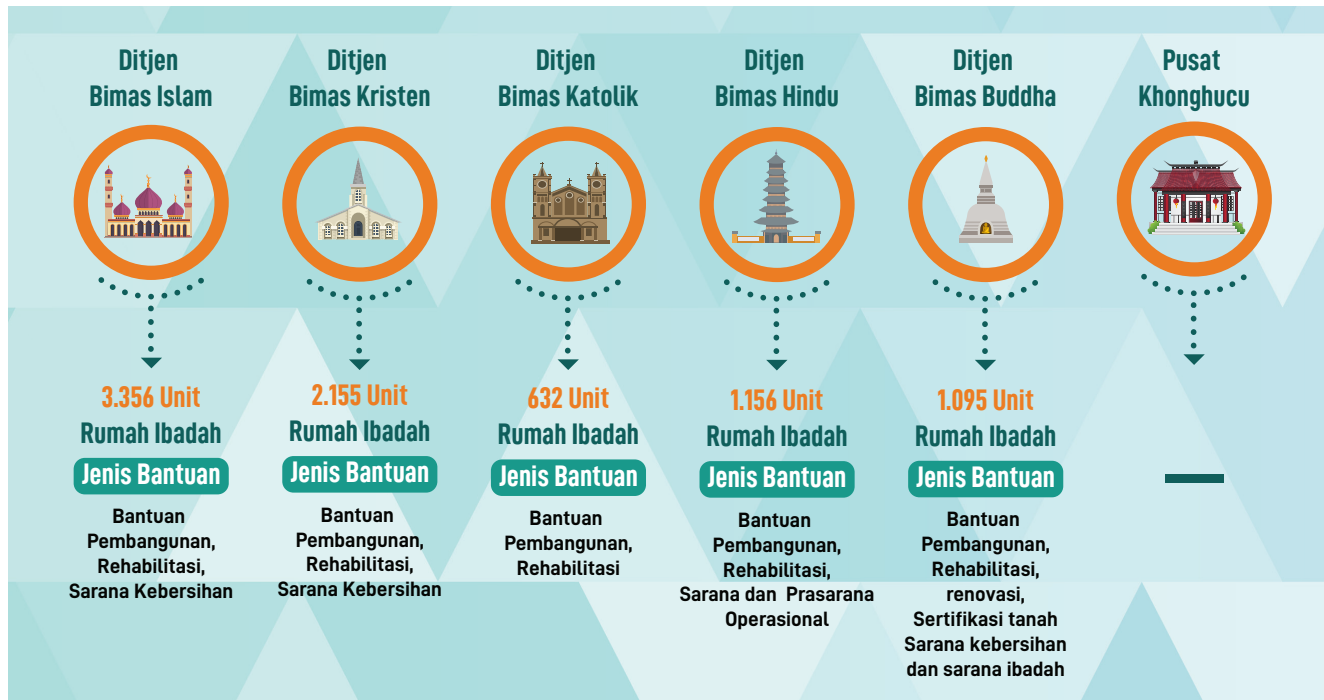 Ditjen
Bimas Islam
3.356 Unit
Rumah Ibadah
Jenis Bantuan
Bantuan
Pembangunan,
Rehabilitasi,
Sarana Kebersihan
Ditjen
Bimas Kristen
2.155 Unit
Rumah Ibadah
Jenis Bantuan
Bantuan
Pembangunan,
Rehabilitasi,
Sarana Kebersihan
Ditjen
Bimas Katolik
632 Unit
Rumah Ibadah
Jenis Bantuan
Bantuan
Pembangunan,
Rehabilitasi
Ditjen
Bimas Hindu
1.156 Unit
Rumah Ibadah
Jenis Bantuan
Bantuan
Pembangunan,
Rehabilitasi,
Sarana dan Prasarana
Operasional
Ditjen
Bimas Buddha
1.095 Unit
Rumah Ibadah
Jenis Bantuan
Bantuan
Pembangunan,
Rehabilitasi,
renovasi,
Sertifikasi tanah
Sarana kebersihan
dan sarana ibadah
Pusat
Khonghucu
—